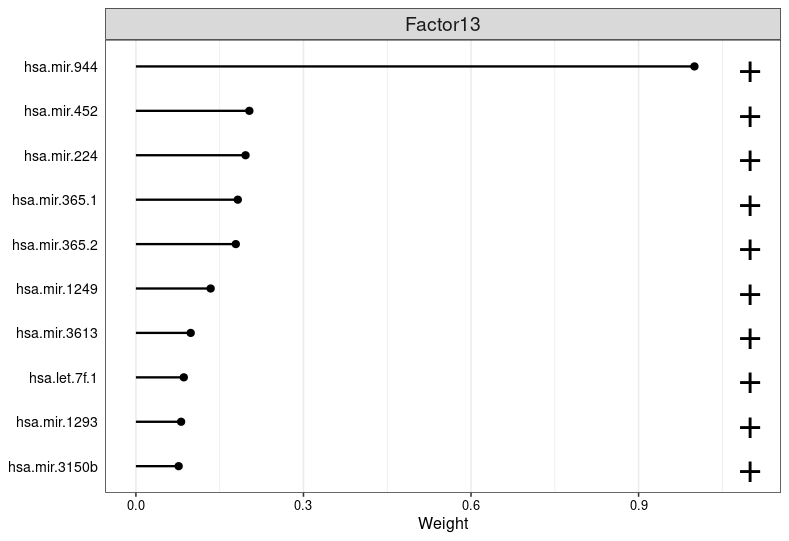 Factor13
hsa.mir.944
+
hsa.mir.452
+
hsa.mir.224
+
hsa.mir.365.1
+
hsa.mir.365.2
+
hsa.mir.1249
+
hsa.mir.3613
+
hsa.let.7f.1
+
hsa.mir.1293
+
hsa.mir.3150b
+
0.0 0.3 0.6 0.9
Weight